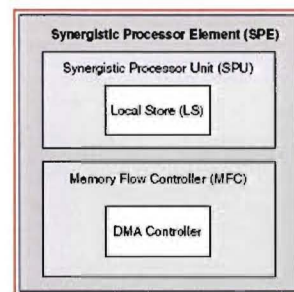 Synergistic Processor Element (SPE)
Synergistic Processor Unit (SPU)
Local Store (LS)
Memory Flow Controller (MFC)
DMA Controller